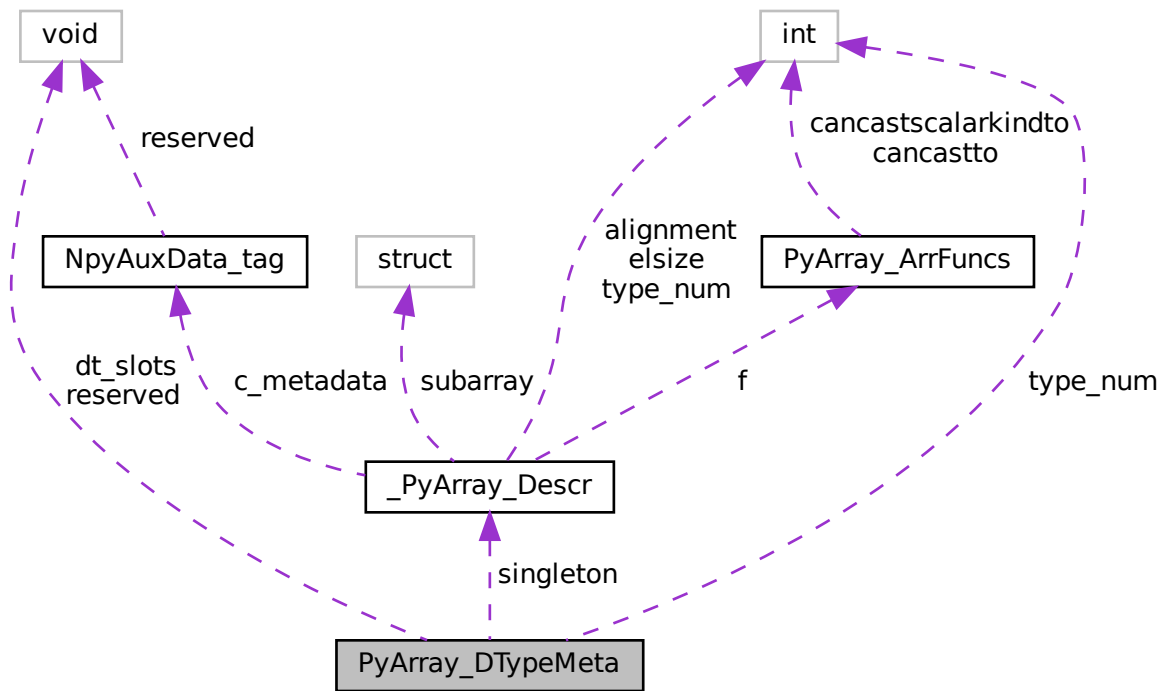 void
int
reserved
cancastscalarkindto
cancastto
alignment
elsize
type_num
NpyAuxData_tag
struct
PyArray_ArrFuncs
dt_slots
reserved
c_metadata
subarray
f
type_num
_PyArray_Descr
singleton
PyArray_DTypeMeta